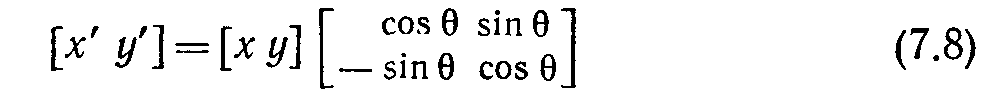 [x′ y′]=[x y] [ cos θ sin θ
— sin θ cos θ ] (7.8)